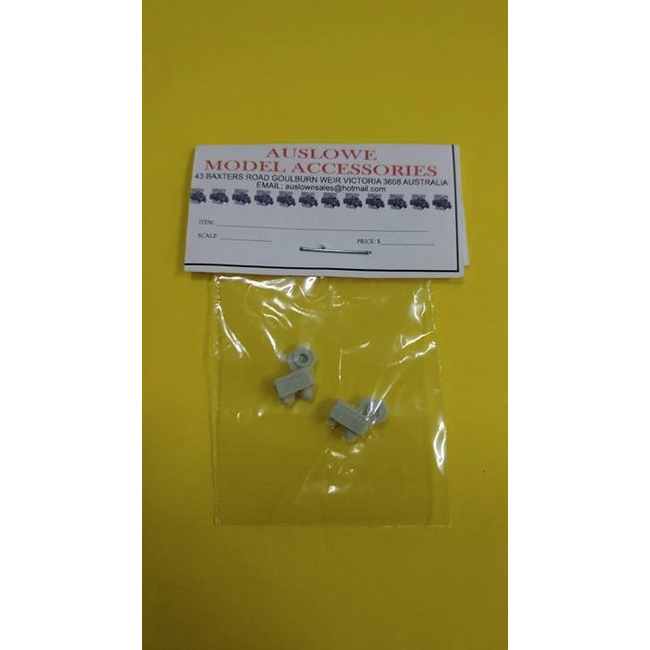 AUSLOWE
MODEL ACCESSORIES
43 BAXTERS ROAD GOULBURN WEIR VICTORIA 3608 AUSTRALIA
EMAIL: auslowesales@hotmail.com
ITEM:
SCALE:
PRICE: $